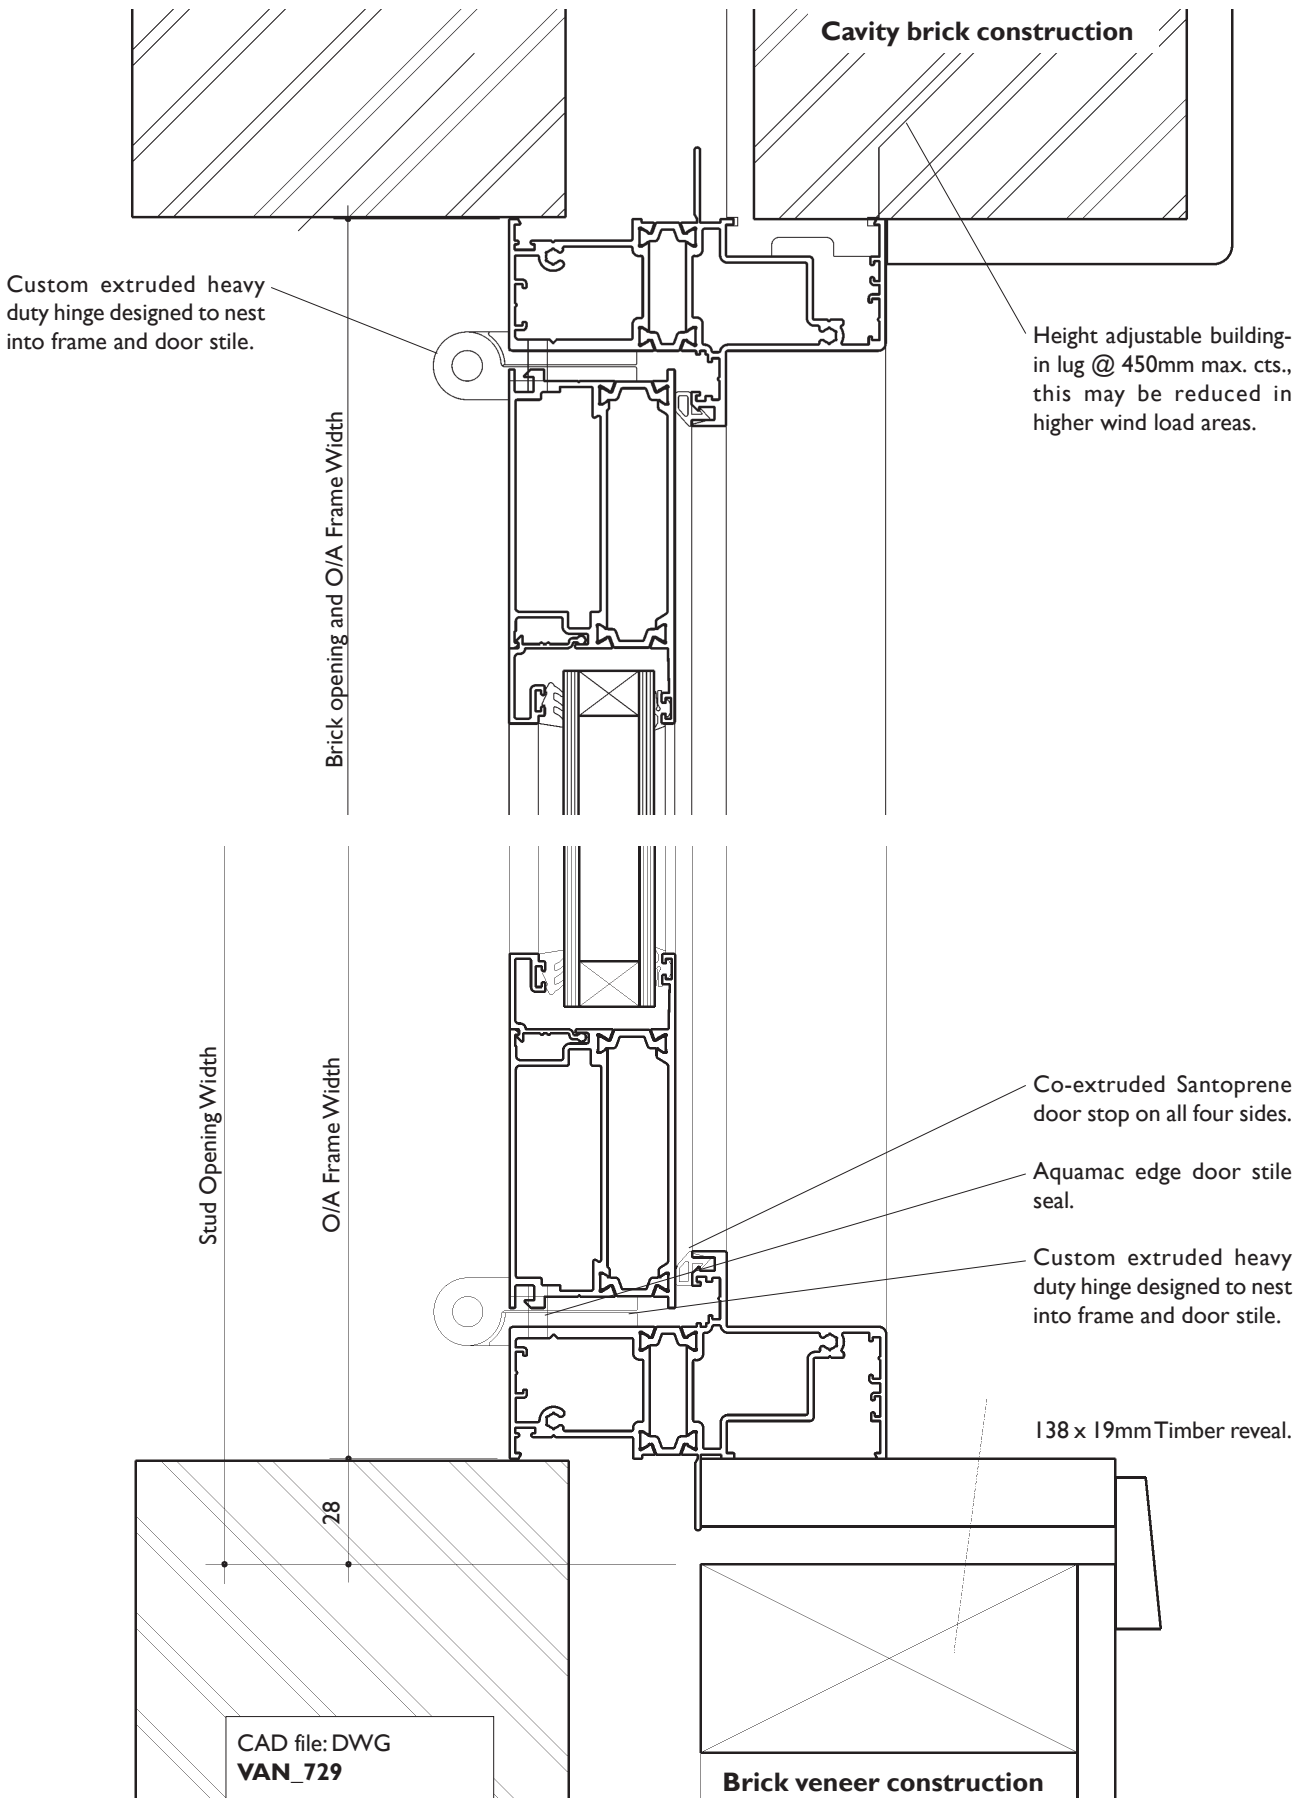 Cavity brick construction
Custom extruded heavy
duty hinge designed to nest
into frame and door stile.
Height adjustable building-
in lug @ 450mm max. cts.,
this may be reduced in
higher wind load areas.
Brick opening and O/A Frame Width
Stud Opening Width
O/A Frame Width
Co-extruded Santoprene
door stop on all four sides.
Aquamac edge door stile
seal.
Custom extruded heavy
duty hinge designed to nest
into frame and door stile.
138 x 19mm Timber reveal.
28
CAD file: DWG
VAN_729
Brick veneer construction